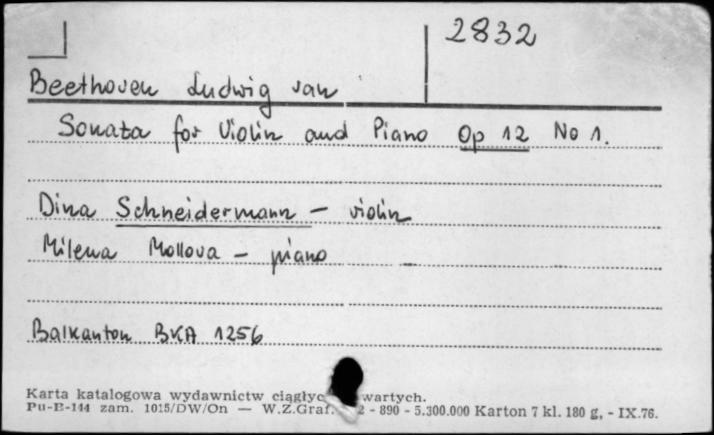 2832
Beethoven Ludwig van
Sonata for Violin and Piano Op 12 No 1.
Dina Schneidermann – violin
Milena Mollova – piano –
Balkanton BKA 1256
Karta katalogowa wydawnictw ciągłyc wartych.
Pu-B-144 zam. 1015/DW/On — W.Z.Graf. 2 - 890 - 5.300.000 Karton 7 kl. 180 g, - IX.76.